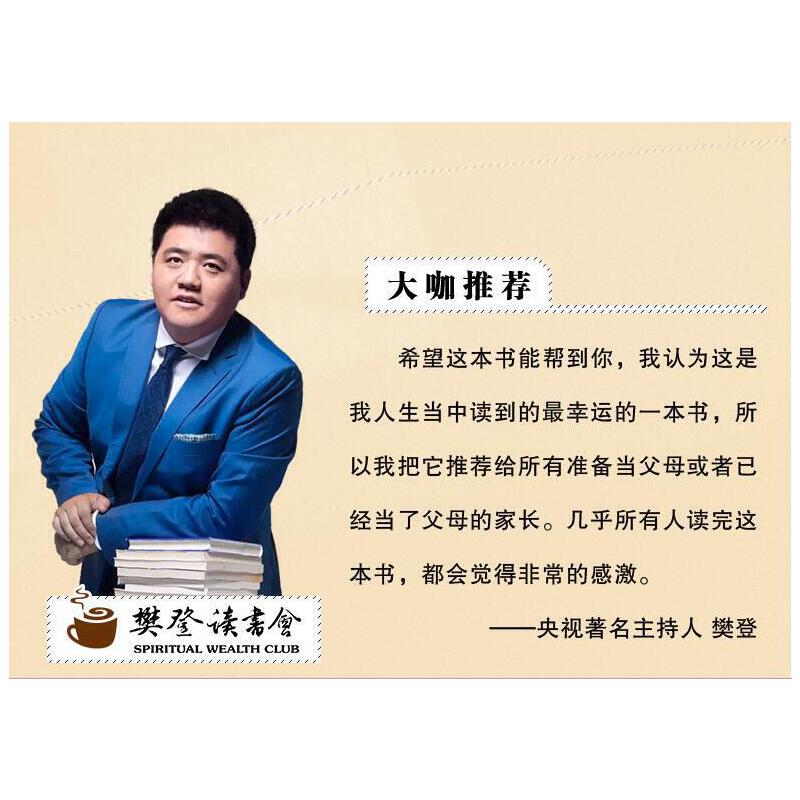 大咖推荐
希望这本书能帮到你，我认为这是
我人生当中读到的最幸运的一本书，所
以我把它推荐给所有准备当父母或者已
经当了父母的家长。几乎所有人读完这
本书，都会觉得非常的感激。
——央视著名主持人 樊登
樊登读书会
SPIRITUAL WEALTH CLUB